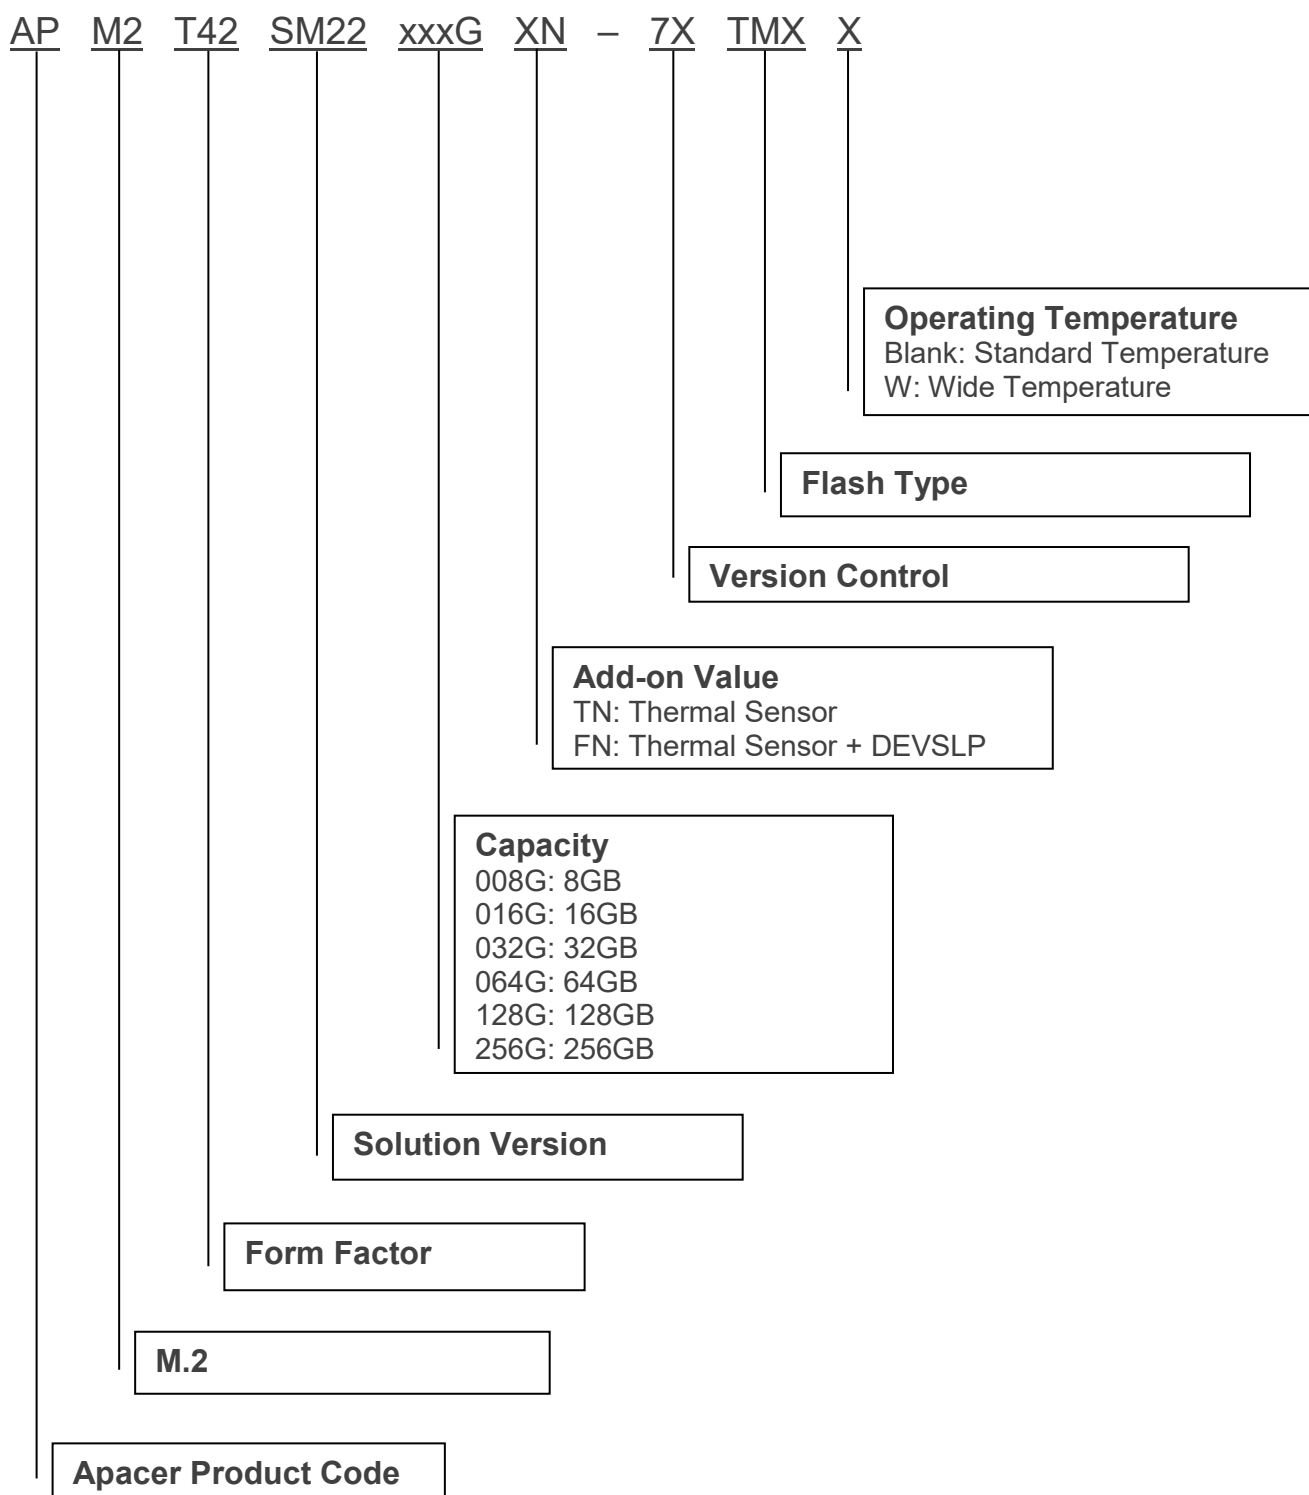 AP M2 T42 SM22 xxxG XN – 7X TMX X
Operating Temperature
Blank: Standard Temperature
W: Wide Temperature
Flash Type
Version Control
Add-on Value
TN: Thermal Sensor
FN: Thermal Sensor + DEVSLP
Capacity
008G: 8GB
016G: 16GB
032G: 32GB
064G: 64GB
128G: 128GB
256G: 256GB
Solution Version
Form Factor
M.2
Apacer Product Code